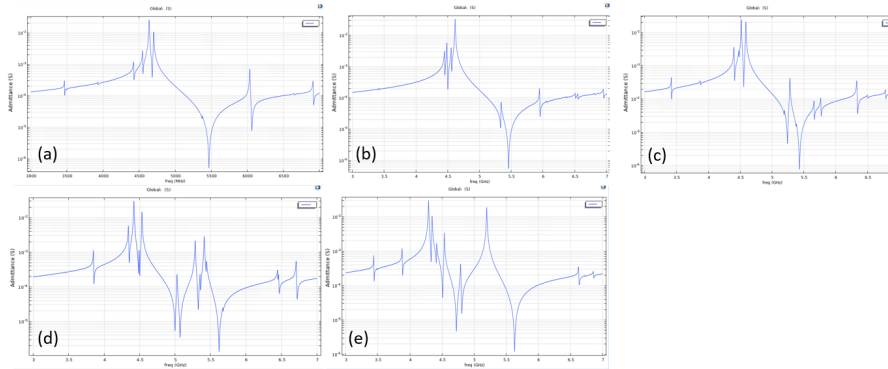 Global: (S)
Global: (S)
Global: (S)
Admittance (S)
Admittance (S)
Admittance (S)
(a)
(b)
(c)
3000 3500 4000 4500 5000 5500 6000 6500
freq (MHz)
3 3.5 4 4.5 5 5.5 6 6.5 7
freq (GHz)
3 3.5 4 4.5 5 5.5 6 6.5
freq (GHz)
Global: (S)
Global: (S)
Admittance (S)
Admittance (S)
(d)
(e)
3 3.5 4 4.5 5 5.5 6 6.5 7
freq (GHz)
3 3.5 4 4.5 5 5.5 6 6.5 7
freq (GHz)